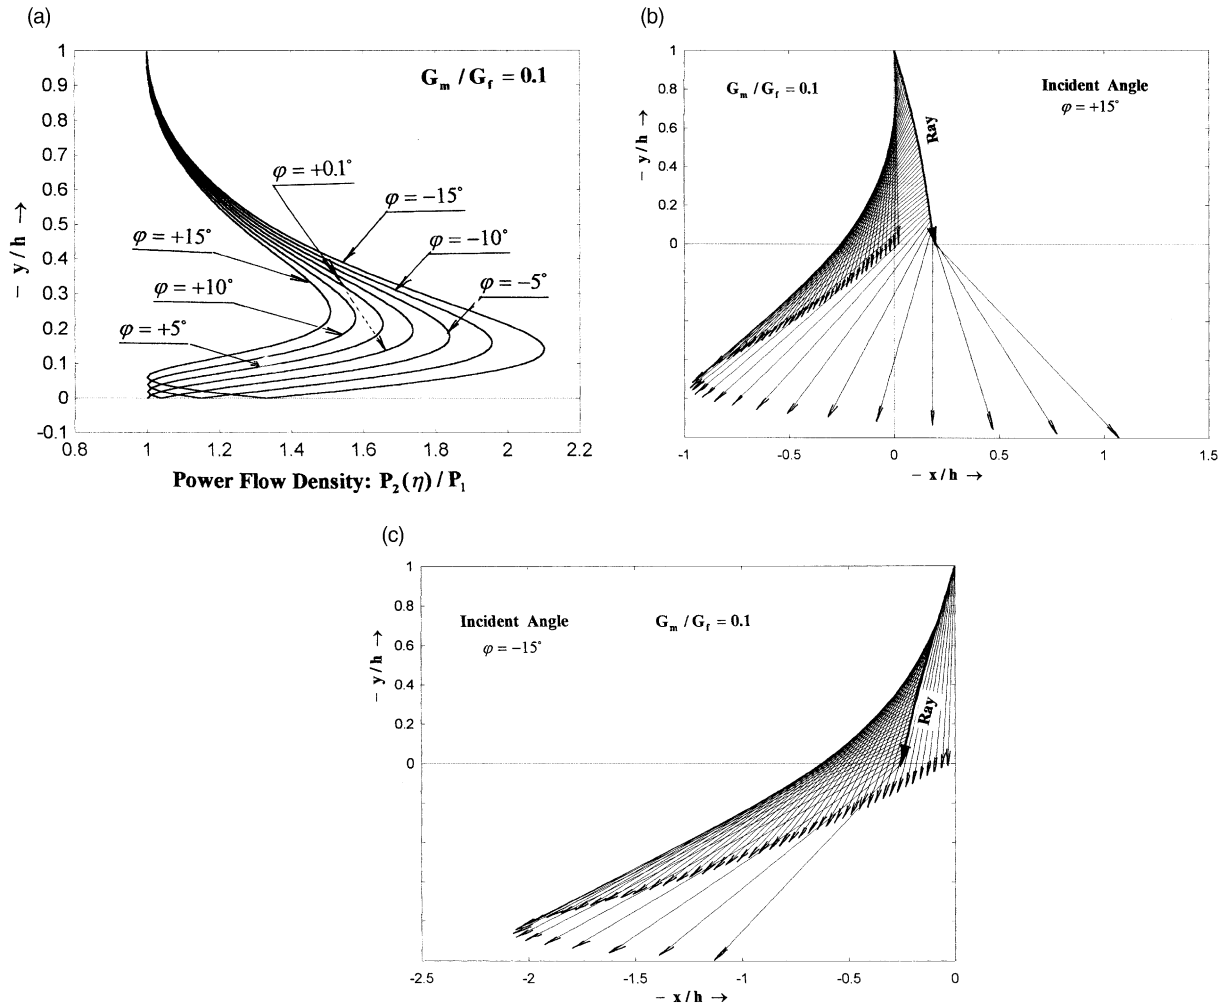 (a)
1
0.9
0.8
0.7
0.6
0.5
0.4
0.3
0.2
0.1
0
-0.1
– y / h →
G_m / G_f = 0.1
φ = +0.1°
φ = −15°
φ = +15°
φ = −10°
φ = +10°
φ = −5°
φ = +5°
0.8 1 1.2 1.4 1.6 1.8 2 2.2
Power Flow Density: P_2(η) / P_1
(b)
1
0.8
0.6
0.4
0.2
0
– y / h →
G_m / G_f = 0.1
Incident Angle
φ = +15°
Ray
-1 -0.5 0 0.5 1 1.5
– x / h →
(c)
1
0.8
0.6
0.4
0.2
0
– y / h →
Incident Angle
φ = −15°
G_m / G_f = 0.1
Ray
-2.5 -2 -1.5 -1 -0.5 0
– x / h →